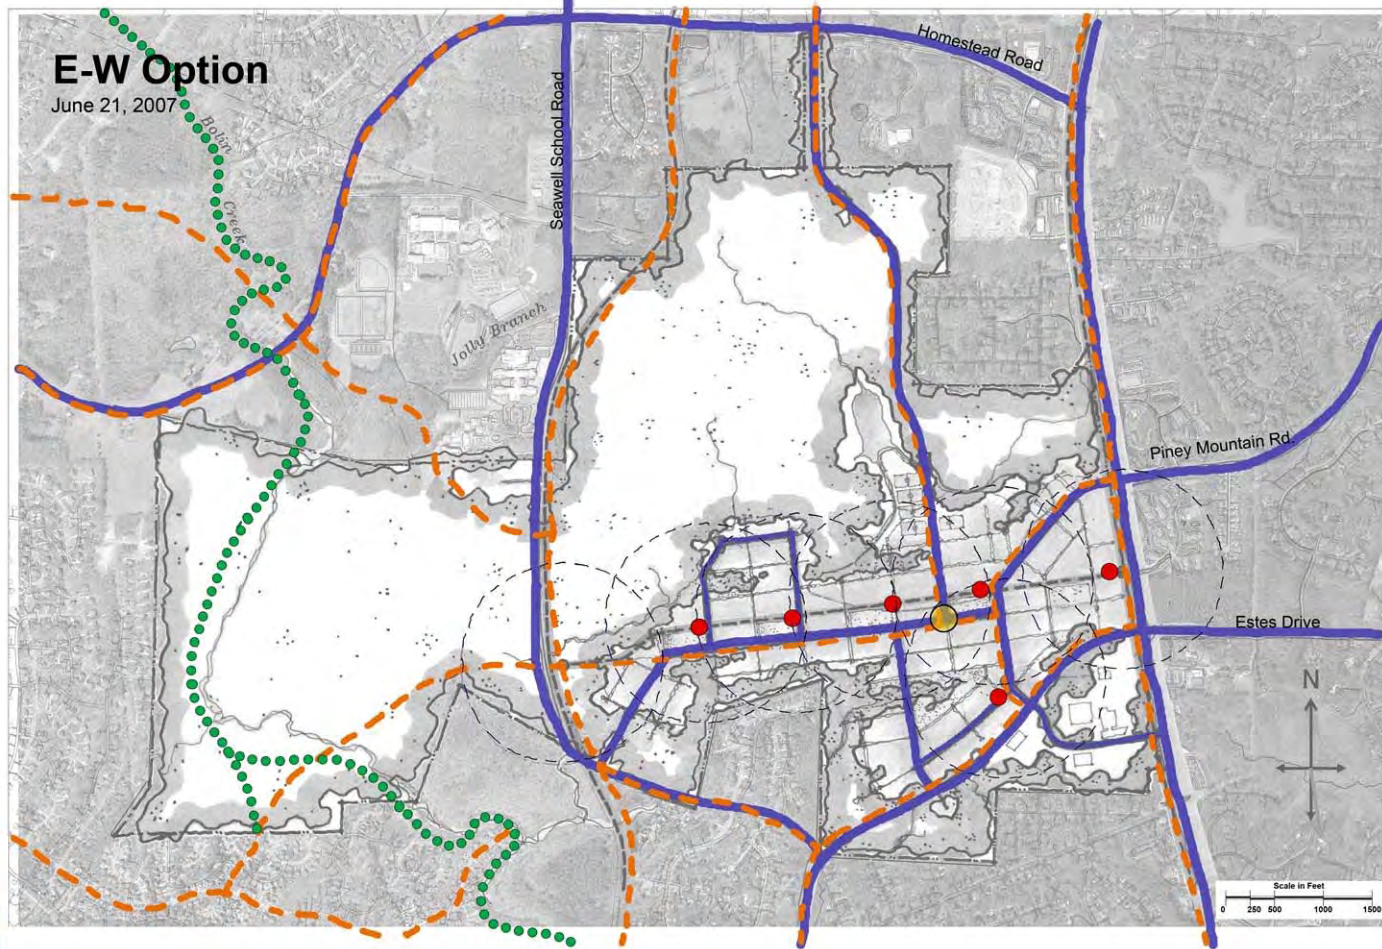 E-W Option
June 21, 2007
Homestead Road
Seawell School Road
Bolin
Creek
Jolly Branch
Piney Mountain Rd.
Estes Drive
N
Scale in Feet
0 250 500 1000 1500